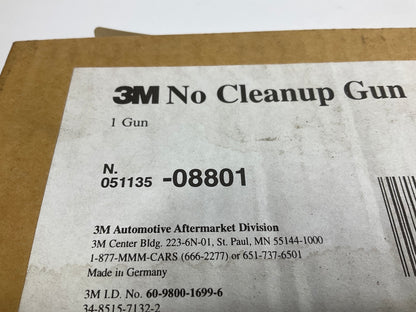 3M No Cleanup Gun
1 Gun
N.
051135 -08801
3M Automotive Aftermarket Division
3M Center Bldg. 223-6N-01, St. Paul, MN 55144-1000
1-877-MMM-CARS (666-2277) or 651-737-6501
Made in Germany
3M I.D. No. 60-9800-1699-6
34-8515-7132-2